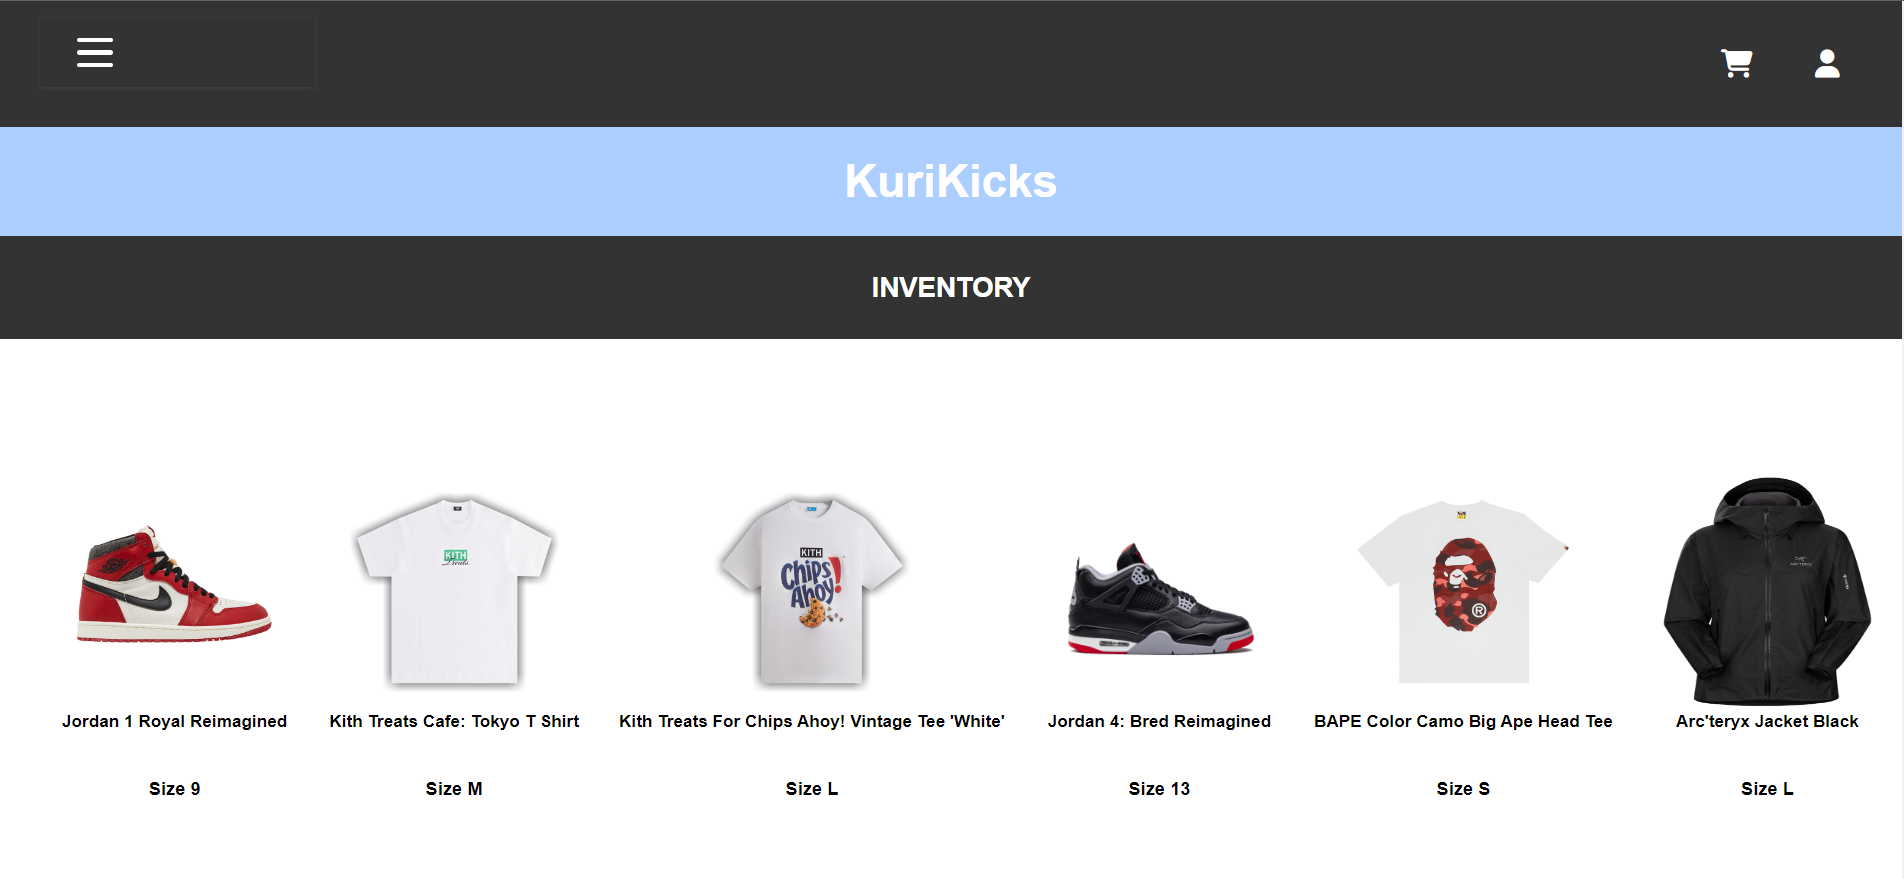 KuriKicks
INVENTORY
KITH
Treats
KITH
Chips
Ahoy!
®
ARC'TERYX
Jordan 1 Royal Reimagined
Kith Treats Cafe: Tokyo T Shirt
Kith Treats For Chips Ahoy! Vintage Tee 'White'
Jordan 4: Bred Reimagined
BAPE Color Camo Big Ape Head Tee
Arc'teryx Jacket Black
Size 9
Size M
Size L
Size 13
Size S
Size L